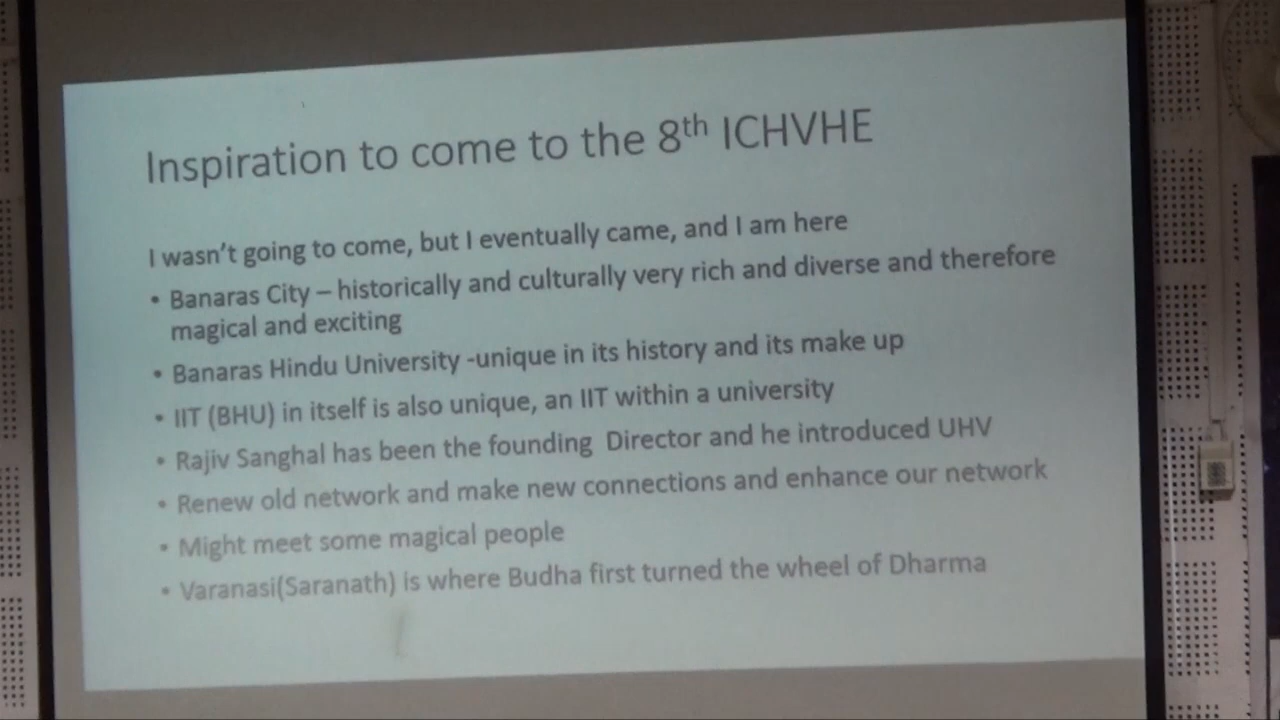 Inspiration to come to the 8th ICHVHE
I wasn't going to come, but I eventually came, and I am here
• Banaras City – historically and culturally very rich and diverse and therefore
magical and exciting
• Banaras Hindu University -unique in its history and its make up
• IIT (BHU) in itself is also unique, an IIT within a university
• Rajiv Sanghal has been the founding Director and he introduced UHV
• Renew old network and make new connections and enhance our network
• Might meet some magical people
• Varanasi(Saranath) is where Budha first turned the wheel of Dharma